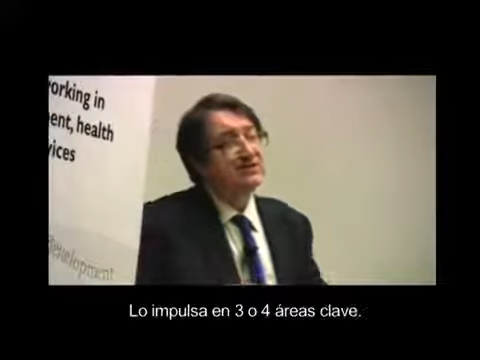 orking in
ent, health
vices
development
Lo impulsa en 3 o 4 áreas clave.